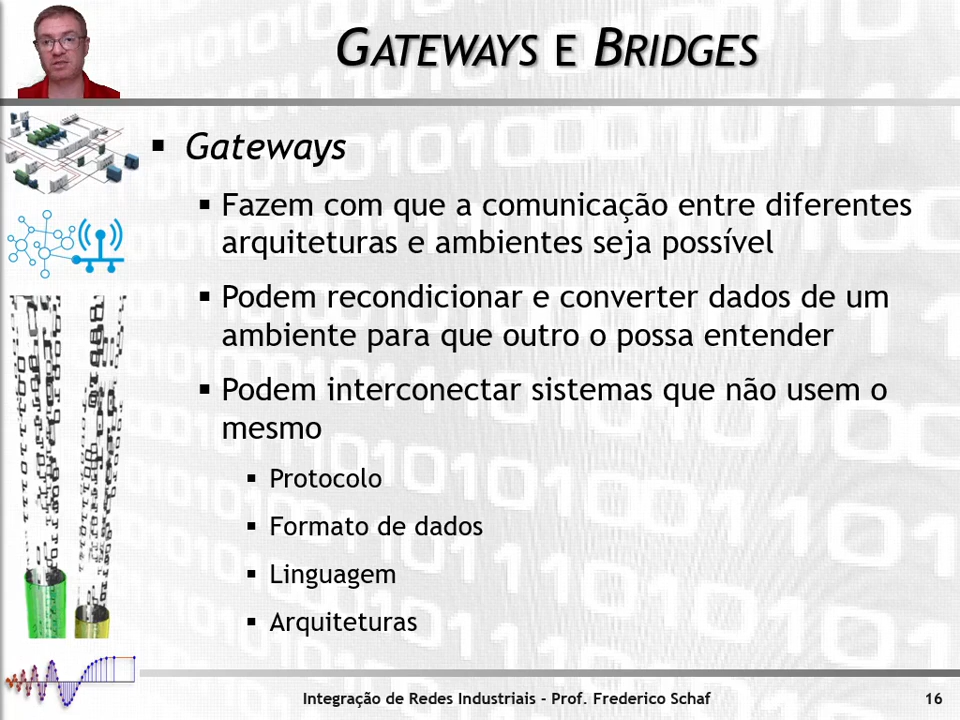 GATEWAYS E BRIDGES
Gateways
Fazem com que a comunicação entre diferentes
arquiteturas e ambientes seja possível
Podem recondicionar e converter dados de um
ambiente para que outro o possa entender
Podem interconectar sistemas que não usem o
mesmo
Protocolo
Formato de dados
Linguagem
Arquiteturas
Integração de Redes Industriais - Prof. Frederico Schaf 16